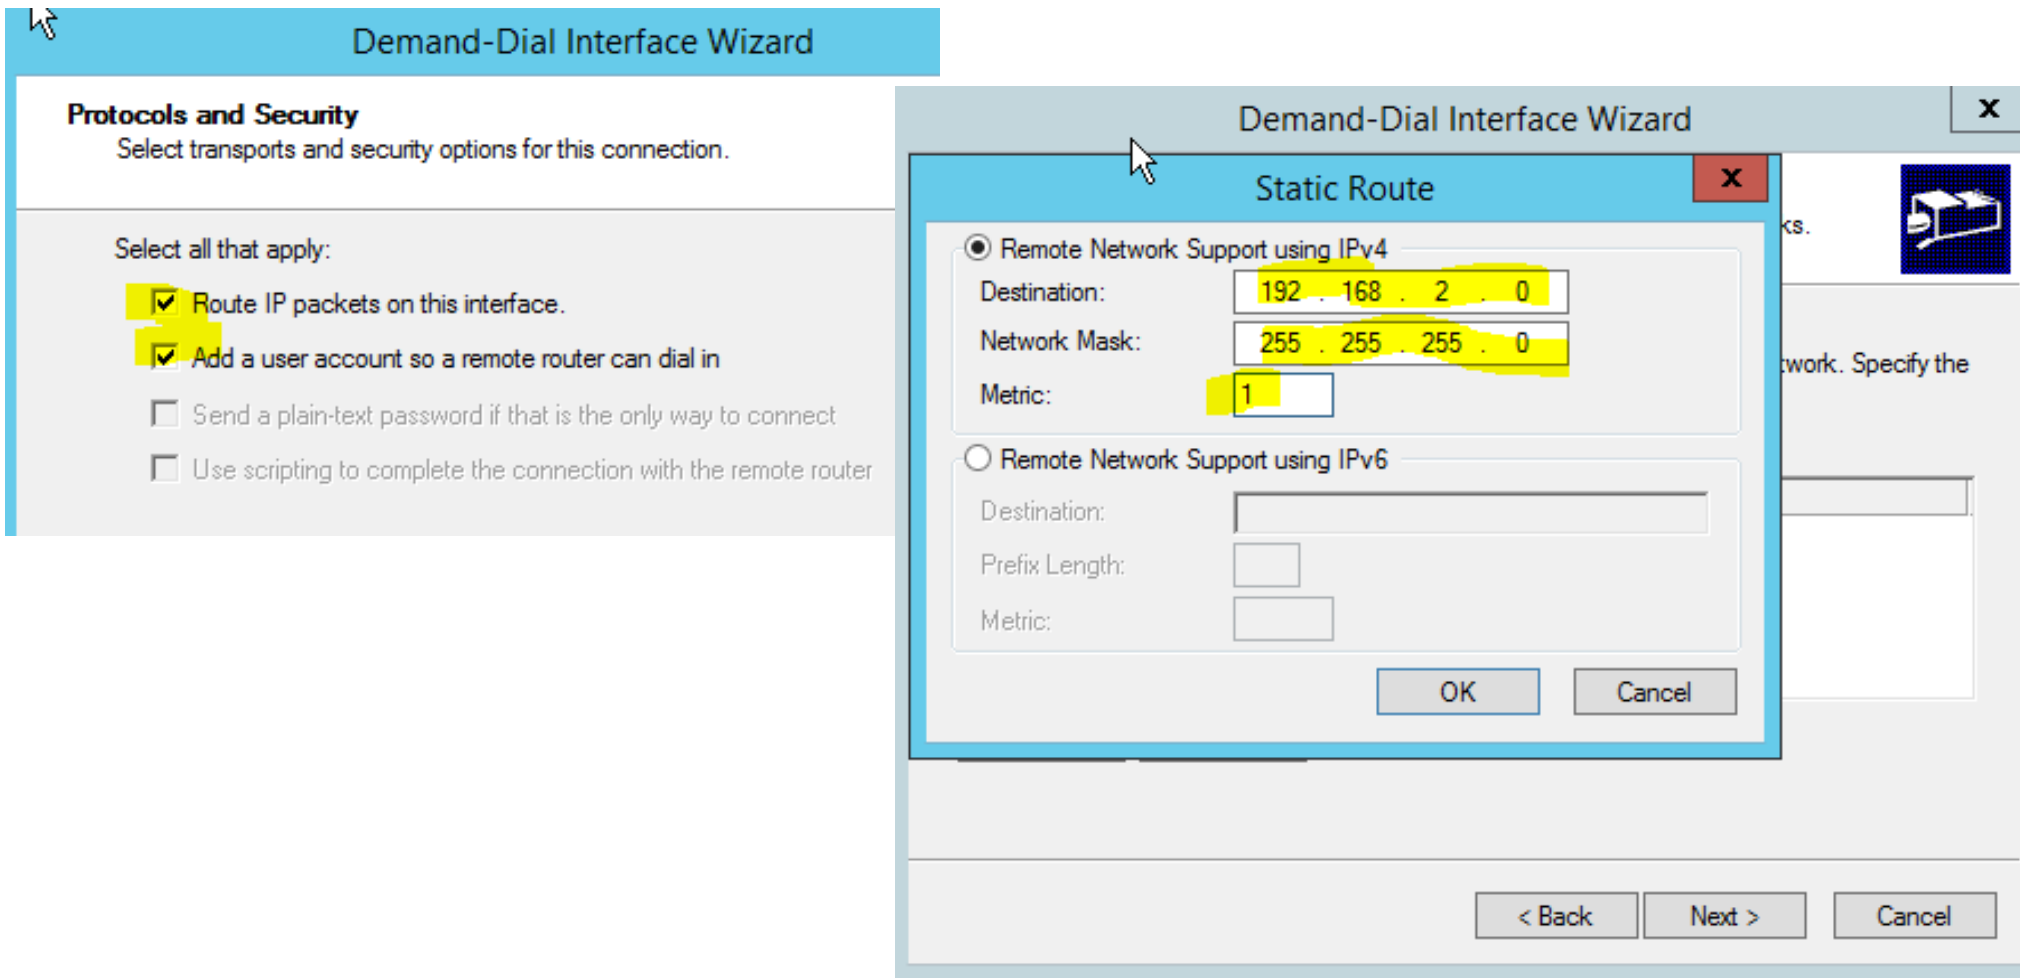 Demand-Dial Interface Wizard
Protocols and Security
Select transports and security options for this connection.
Select all that apply:
Route IP packets on this interface.
Add a user account so a remote router can dial in
Send a plain-text password if that is the only way to connect
Use scripting to complete the connection with the remote router
Demand-Dial Interface Wizard
x
Static Route
x
ks.
Remote Network Support using IPv4
Destination: 192 . 168 . 2 . 0
Network Mask: 255 . 255 . 255 . 0
twork. Specify the
Metric: 1
Remote Network Support using IPv6
Destination:
Prefix Length:
Metric:
OK Cancel
< Back Next > Cancel